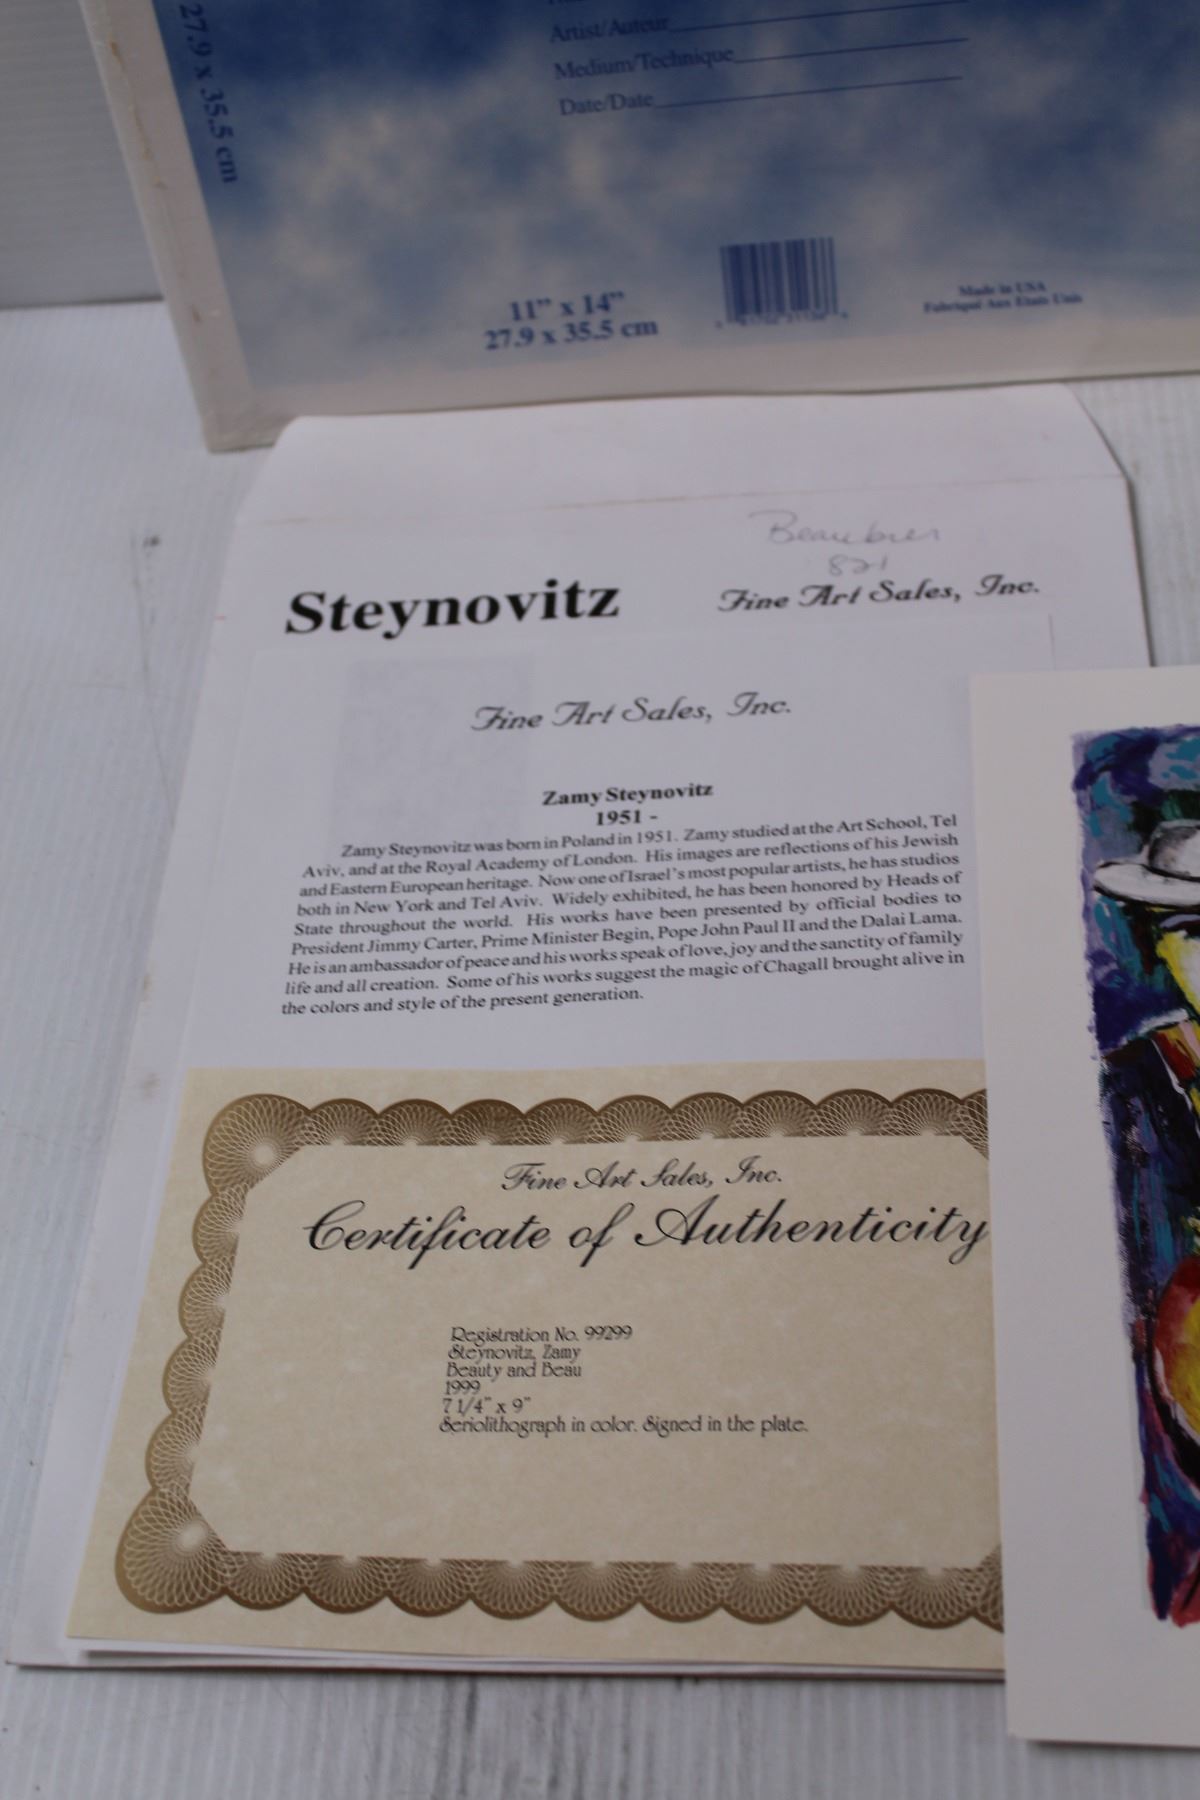 27.9 x 35.5 cm
Artist/Auteur
Medium/Technique
Date/Date
11" x 14"
27.9 x 35.5 cm
Made in USA
Fabriqué Aux Etats Unis
821
Steynovitz
Fine Art Sales, Inc.
Fine Art Sales, Inc.
Zamy Steynovitz
1951 -
Zamy Steynovitz was born in Poland in 1951. Zamy studied at the Art School, Tel
Aviv, and at the Royal Academy of London. His images are reflections of his Jewish
and Eastern European heritage. Now one of Israel's most popular artists, he has studios
both in New York and Tel Aviv. Widely exhibited, he has been honored by Heads of
State throughout the world. His works have been presented by official bodies to
President Jimmy Carter, Prime Minister Begin, Pope John Paul II and the Dalai Lama.
He is an ambassador of peace and his works speak of love, joy and the sanctity of family
life and all creation. Some of his works suggest the magic of Chagall brought alive in
the colors and style of the present generation.
Fine Art Sales, Inc.
Certificate of Authenticity
Registration No. 99299
Steynovitz, Zamy
Beauty and Beau
1999
7 1/4" x 9"
Seriolithograph in color. Signed in the plate.